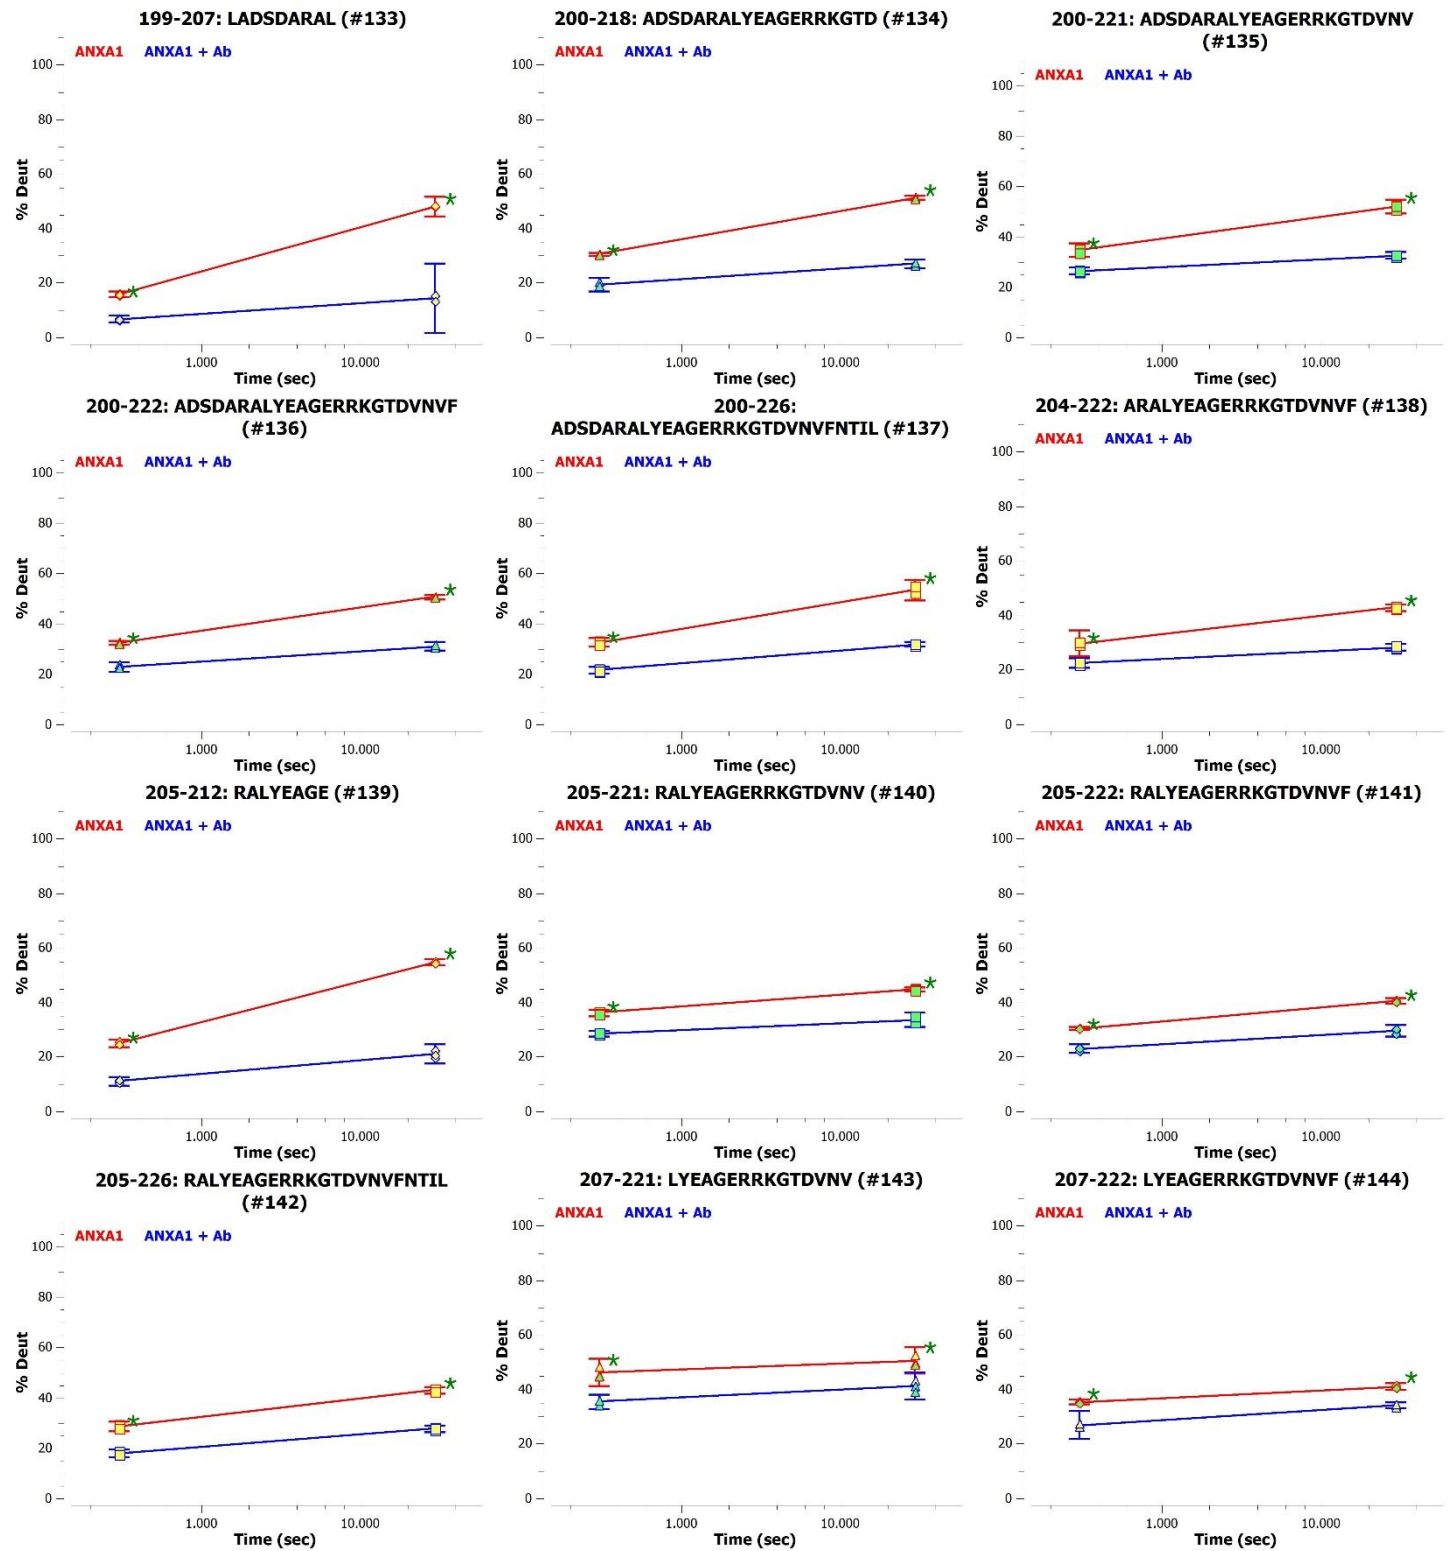 199-207: LADSDARAL (#133)
ANXA1 ANXA1 + Ab
100
80
60
40
20
0
% Deut
1.000 10.000
Time (sec)
200-218: ADSDARALYEAGERRKGTD (#134)
ANXA1 ANXA1 + Ab
100
80
60
40
20
0
% Deut
1.000 10.000
Time (sec)
200-221: ADSDARALYEAGERRKGTDVNV
(#135)
ANXA1 ANXA1 + Ab
100
80
60
40
20
0
% Deut
1.000 10.000
Time (sec)
200-222: ADSDARALYEAGERRKGTDVNVF
(#136)
ANXA1 ANXA1 + Ab
100
80
60
40
20
0
% Deut
1.000 10.000
Time (sec)
200-226:
ADSDARALYEAGERRKGTDVNVFNTIL (#137)
ANXA1 ANXA1 + Ab
100
80
60
40
20
0
% Deut
1.000 10.000
Time (sec)
204-222: ARALYEAGERRKGTDVNVF (#138)
ANXA1 ANXA1 + Ab
100
80
60
40
20
0
% Deut
1.000 10.000
Time (sec)
205-212: RALYEAGE (#139)
ANXA1 ANXA1 + Ab
100
80
60
40
20
0
% Deut
1.000 10.000
Time (sec)
205-221: RALYEAGERRKGTDVNV (#140)
ANXA1 ANXA1 + Ab
100
80
60
40
20
0
% Deut
1.000 10.000
Time (sec)
205-222: RALYEAGERRKGTDVNVF (#141)
ANXA1 ANXA1 + Ab
100
80
60
40
20
0
% Deut
1.000 10.000
Time (sec)
205-226: RALYEAGERRKGTDVNVFNTIL
(#142)
ANXA1 ANXA1 + Ab
100
80
60
40
20
0
% Deut
1.000 10.000
Time (sec)
207-221: LYEAGERRKGTDVNV (#143)
ANXA1 ANXA1 + Ab
100
80
60
40
20
0
% Deut
1.000 10.000
Time (sec)
207-222: LYEAGERRKGTDVNVF (#144)
ANXA1 ANXA1 + Ab
100
80
60
40
20
0
% Deut
1.000 10.000
Time (sec)